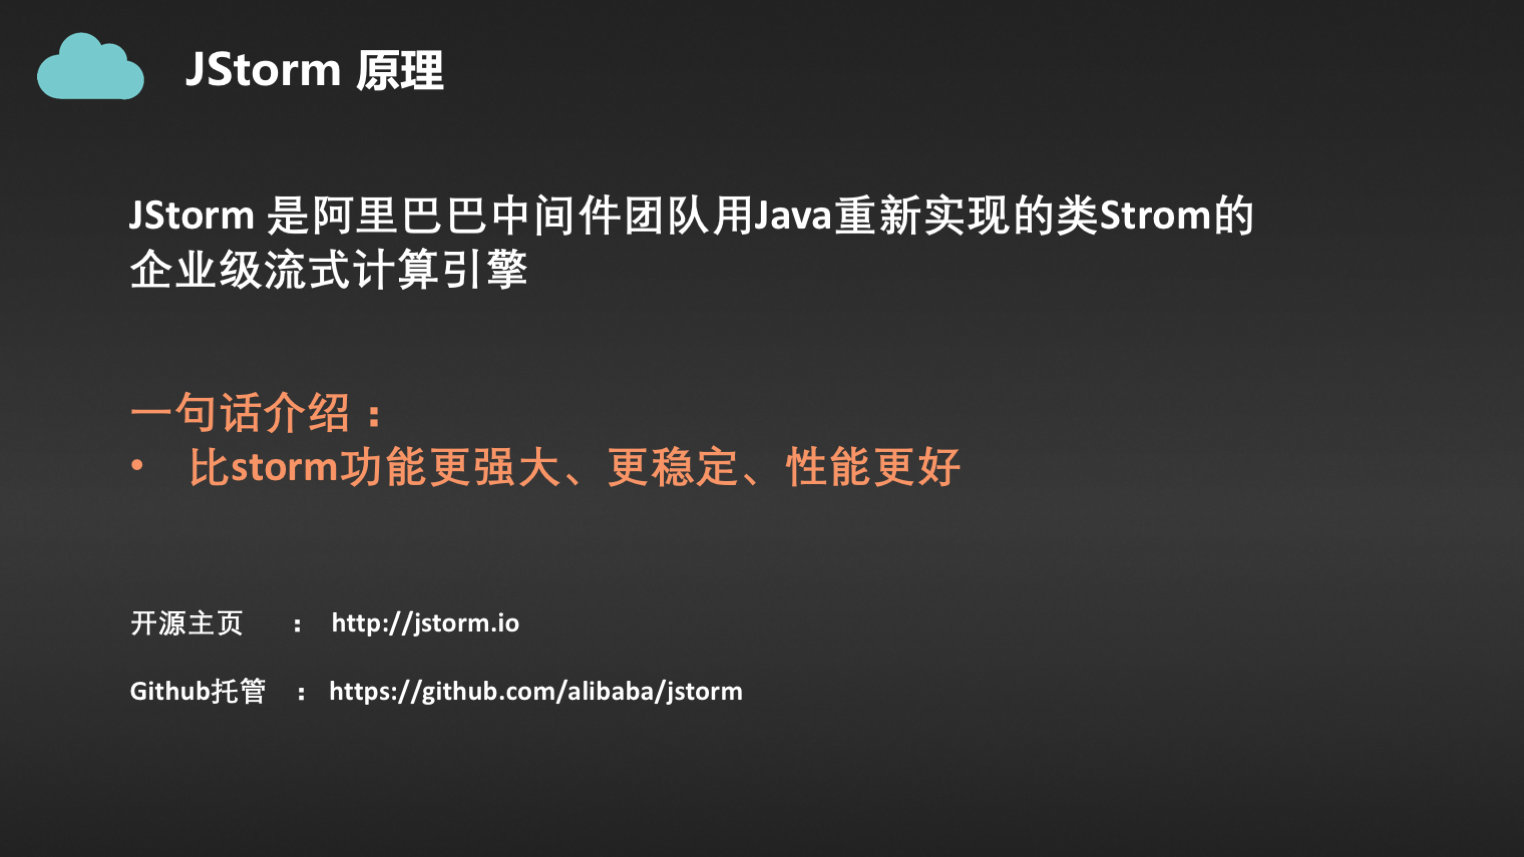 JStorm 原理
JStorm 是阿里巴巴中间件团队用Java重新实现的类Strom的
企业级流式计算引擎
一句话介绍：
• 比storm功能更强大、更稳定、性能更好
开源主页 ： http://jstorm.io
Github托管 ： https://github.com/alibaba/jstorm